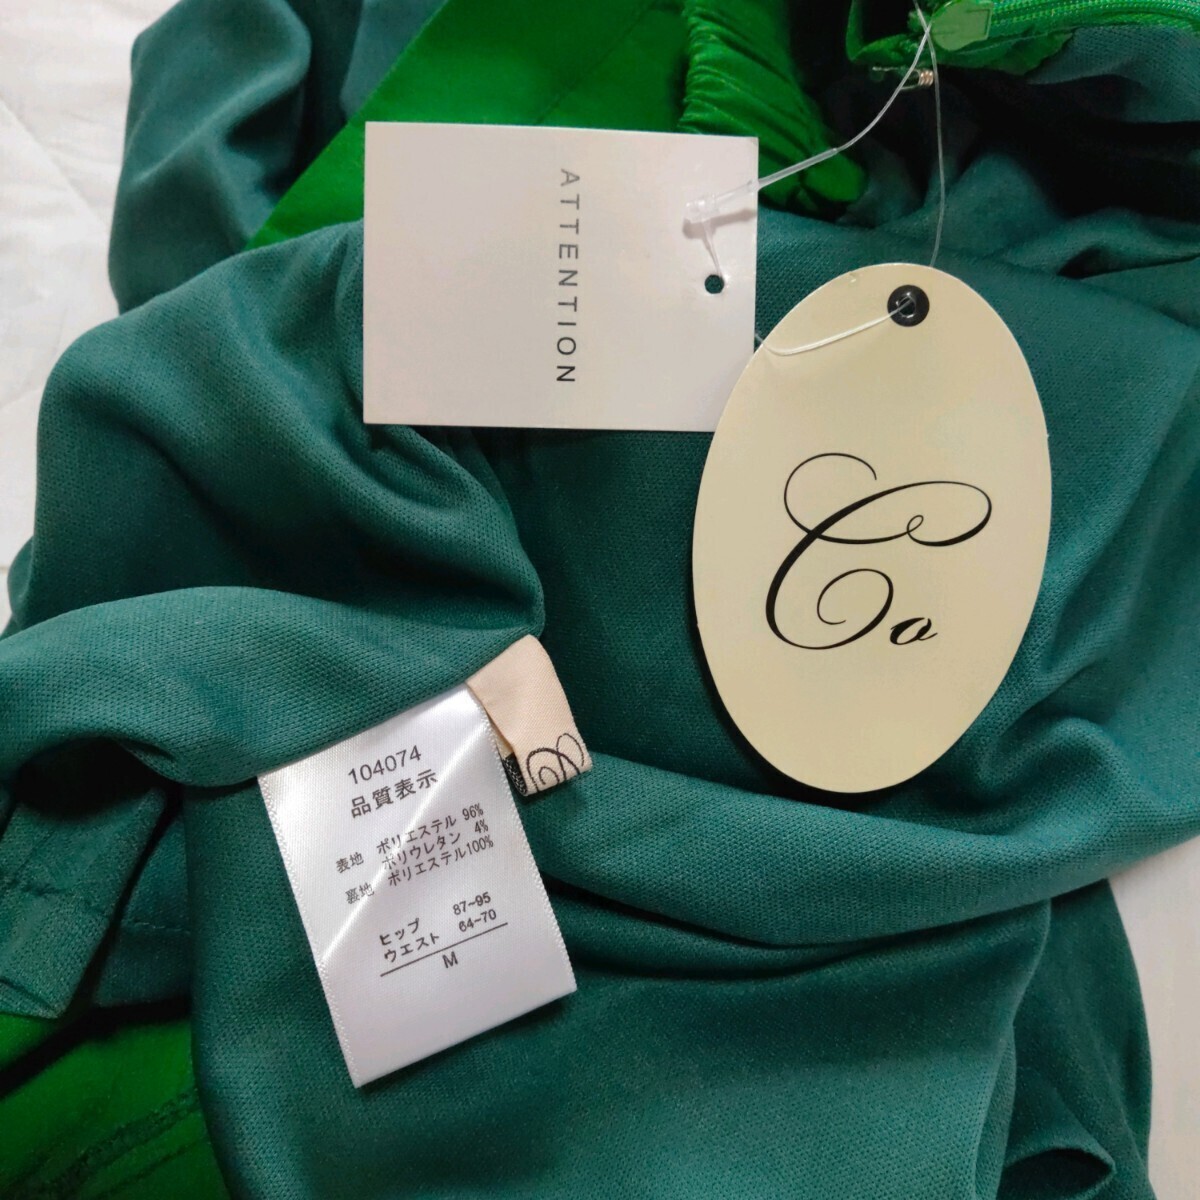 ATTENTION
Co
104074
品質表示
表地 ポリエステル 96%
ポリウレタン 4%
裏地 ポリエステル100%
ヒップ 87~95
ウエスト 64~70
M